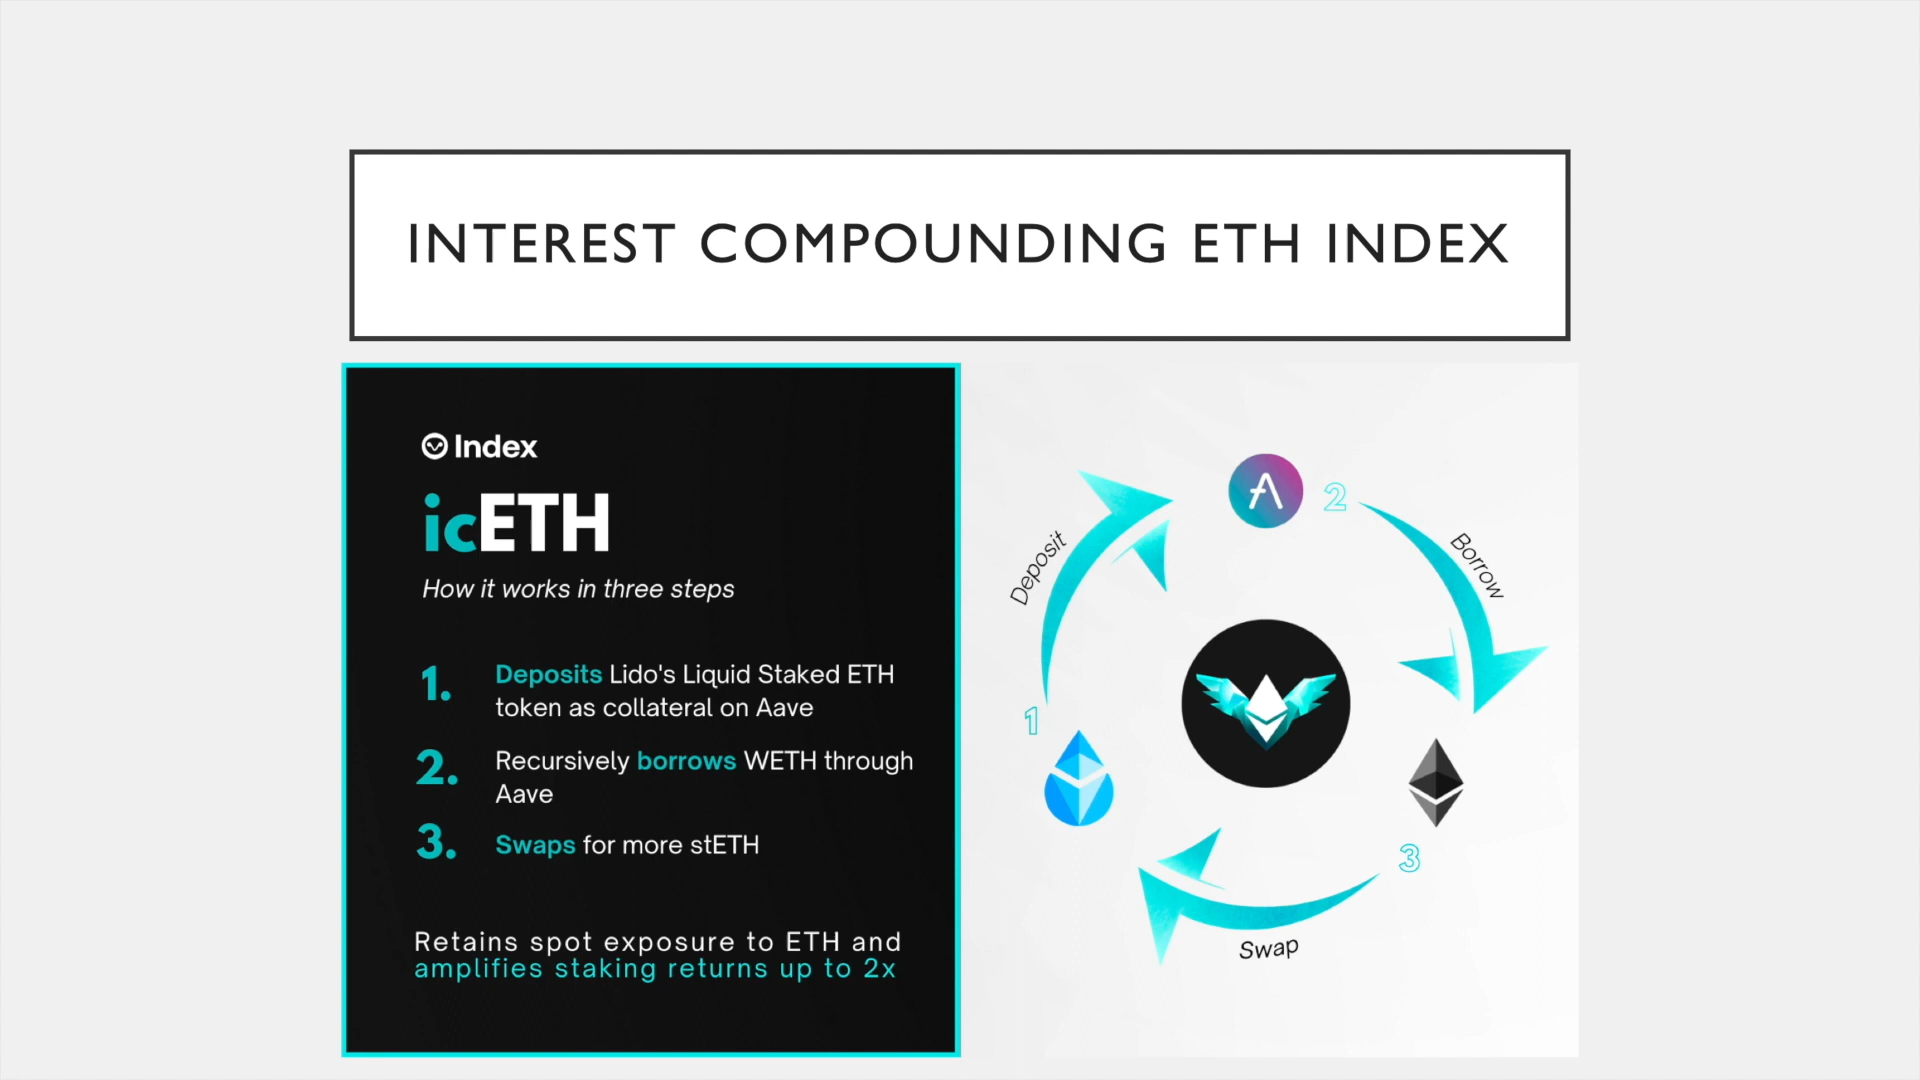 INTEREST COMPOUNDING ETH INDEX
Index
icETH
How it works in three steps
1. Deposits Lido's Liquid Staked ETH
token as collateral on Aave
2. Recursively borrows WETH through
Aave
3. Swaps for more stETH
Retains spot exposure to ETH and
amplifies staking returns up to 2x
Deposit
2
Borrow
1
3
Swap